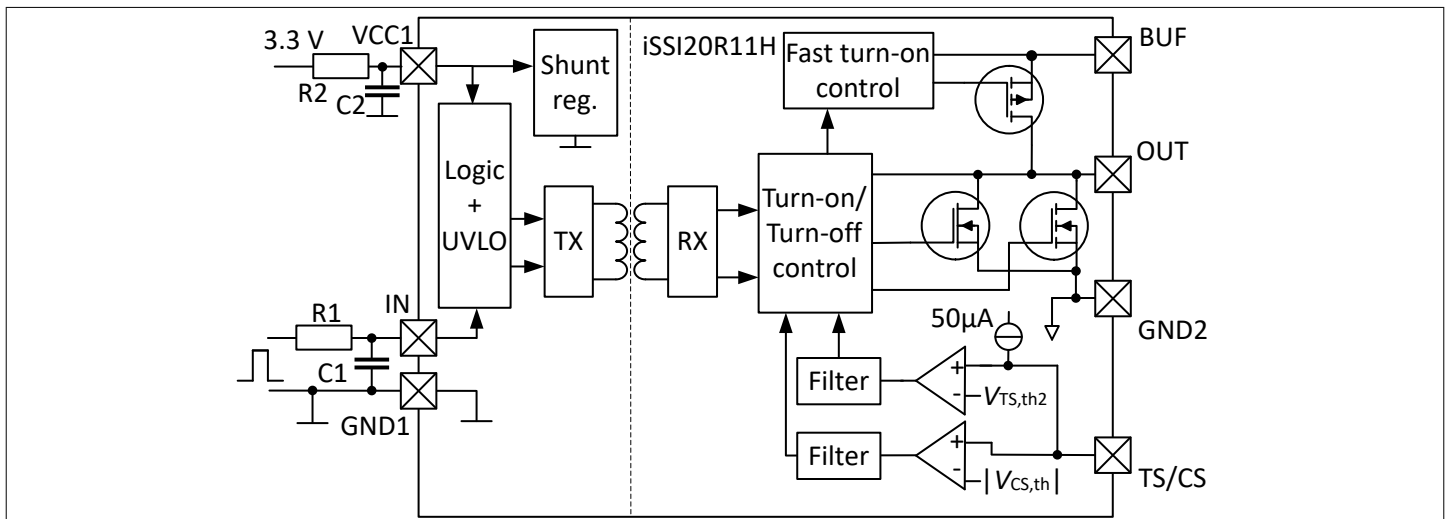 3.3 V
VCC1
R2
C2
Shunt
reg.
iSSI20R11H
Fast turn-on
control
BUF
OUT
Logic
+
UVLO
TX
RX
Turn-on/
Turn-off
control
IN
R1
C1
GND1
50µA
GND2
Filter
+
-
VTS,th2
Filter
+
-
|VCS,th|
TS/CS